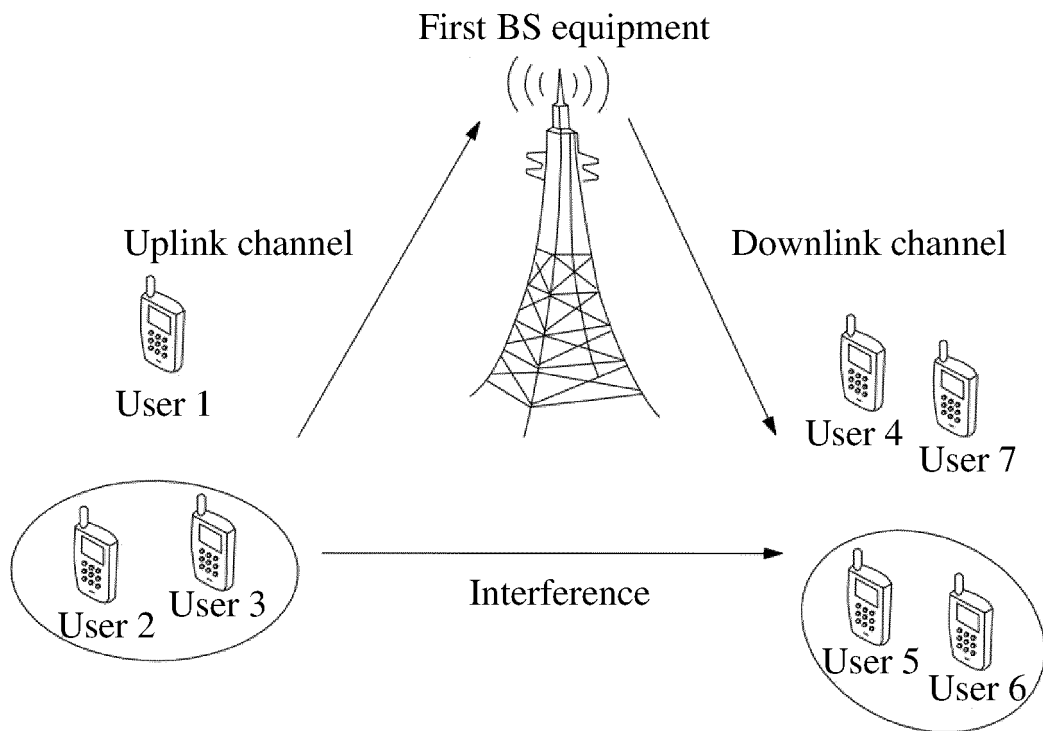 First BS equipment
Uplink channel
Downlink channel
User 1
User 4
User 7
User 2
User 3
Interference
User 5
User 6